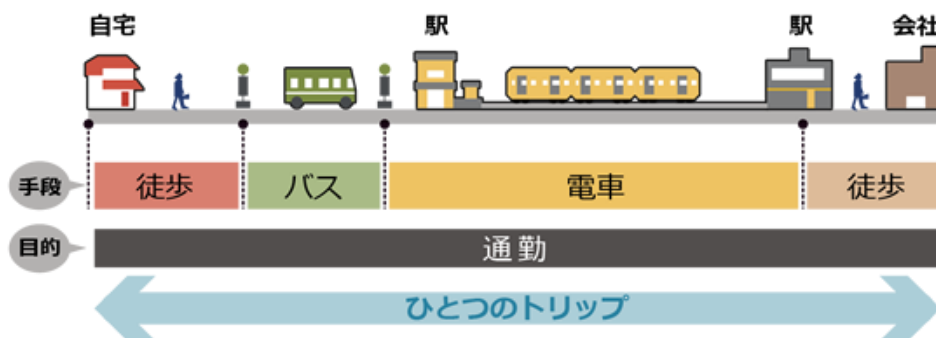 自宅
駅
駅
会社
手段
徒歩
バス
電車
徒歩
目的
通勤
ひとつのトリップ